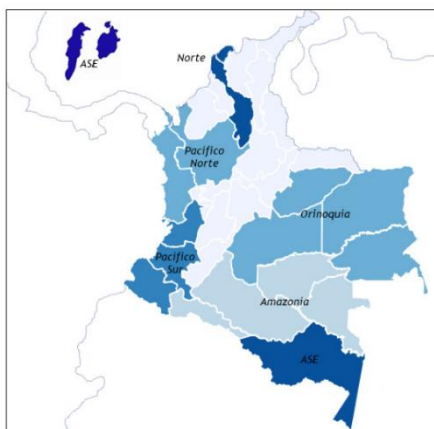 Norte
ASE
Pacifico
Norte
Orinoquia
Pacifico
Sur
Amazonia
ASE